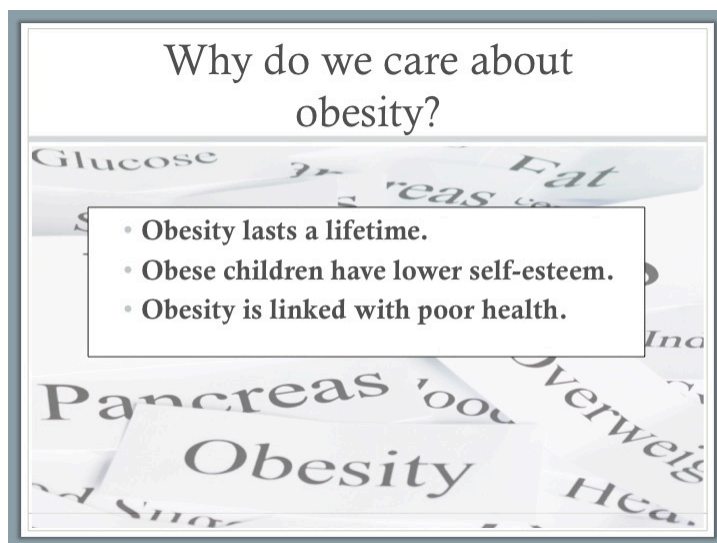 Why do we care about
obesity?
Glucose
Fat
• Obesity lasts a lifetime.
• Obese children have lower self-esteem.
• Obesity is linked with poor health.
Pancreas
Obesity